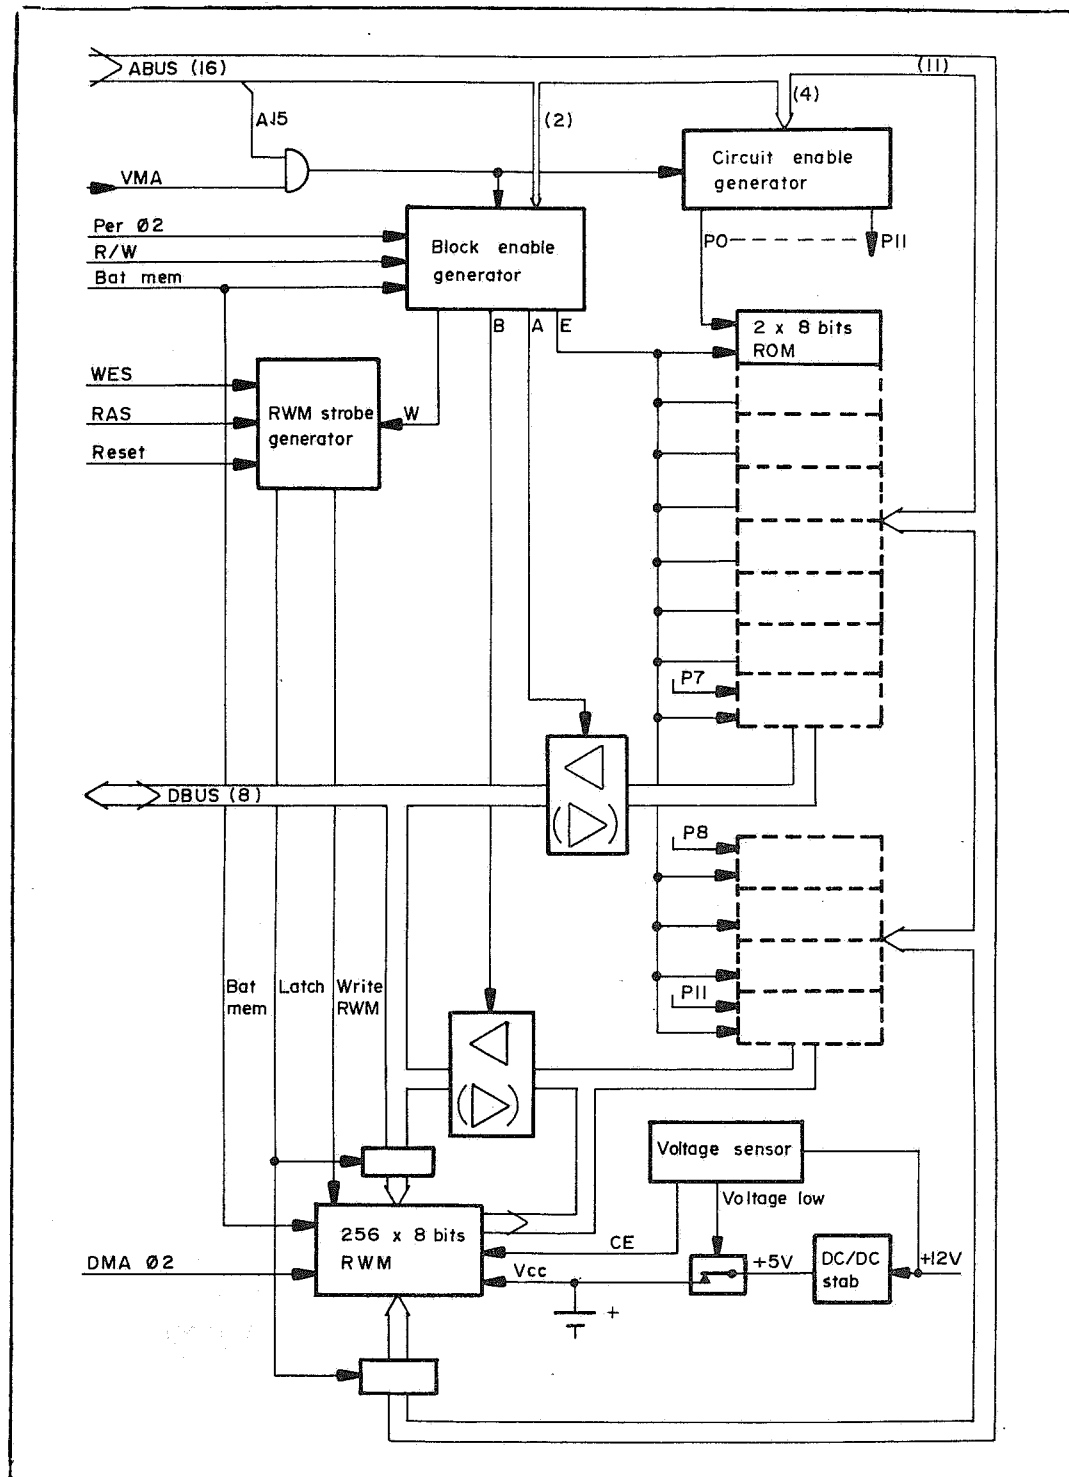 ABUS (16)
(11)
A15
(2)
(4)
VMA
Circuit enable
generator
Per Ø2
R/W
Bat mem
Block enable
generator
P0
P11
B
A
E
2 x 8 bits
ROM
WES
RAS
Reset
RWM strobe
generator
W
P7
DBUS (8)
P8
Bat
mem
Latch
Write
RWM
P11
Voltage sensor
Voltage low
256 x 8 bits
RWM
CE
DMA Ø2
Vcc
+5V
DC/DC
stab
+12V
+